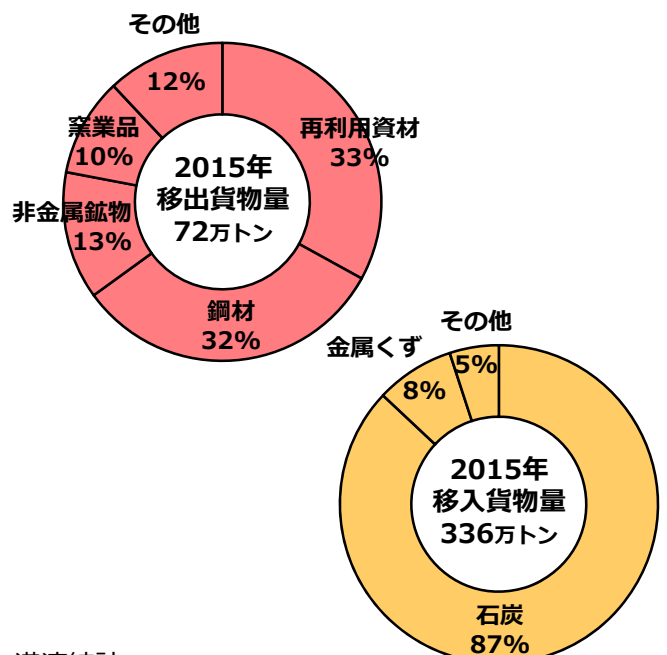 その他
12%
再利用資材
33%
窯業品
10%
2015年
移出貨物量
72万トン
非金属鉱物
13%
鋼材
32%
その他
5%
金属くず
8%
2015年
移入貨物量
336万トン
石炭
87%